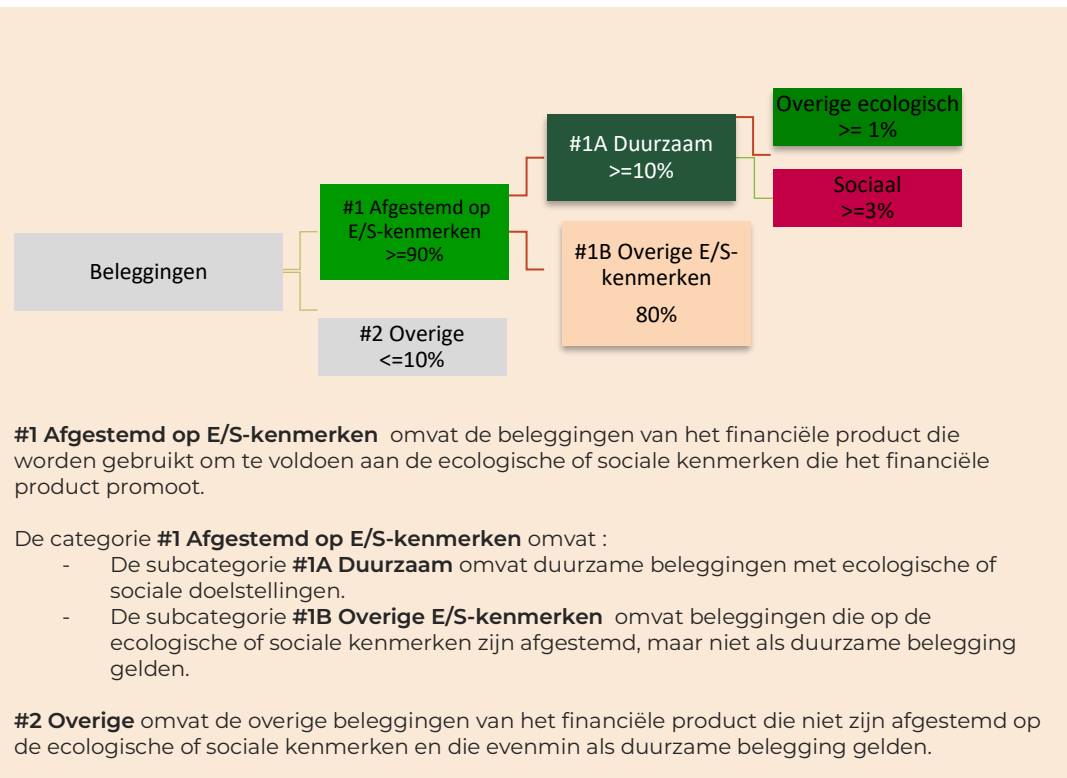 Overige ecologisch
>= 1%
#1A Duurzaam
>=10%
Sociaal
>=3%
#1 Afgestemd op
E/S-kenmerken
>=90%
#1B Overige E/S-
kenmerken
80%
Beleggingen
#2 Overige
<=10%
#1 Afgestemd op E/S-kenmerken omvat de beleggingen van het financiële product die
worden gebruikt om te voldoen aan de ecologische of sociale kenmerken die het financiële
product promoot.
De categorie #1 Afgestemd op E/S-kenmerken omvat :
- De subcategorie #1A Duurzaam omvat duurzame beleggingen met ecologische of
sociale doelstellingen.
- De subcategorie #1B Overige E/S-kenmerken omvat beleggingen die op de
ecologische of sociale kenmerken zijn afgestemd, maar niet als duurzame belegging
gelden.
#2 Overige omvat de overige beleggingen van het financiële product die niet zijn afgestemd op
de ecologische of sociale kenmerken en die evenmin als duurzame belegging gelden.